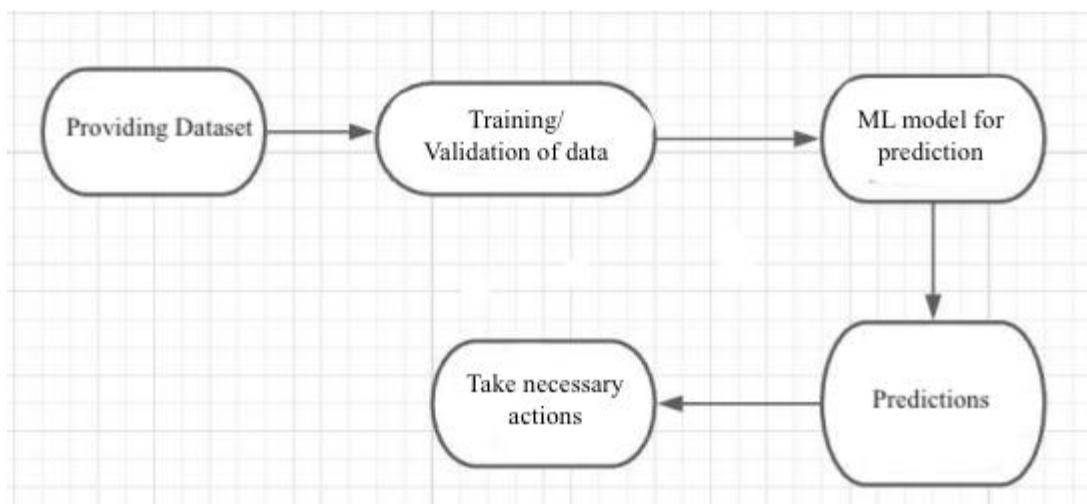 Providing Dataset
Training/
Validation of data
ML model for
prediction
Predictions
Take necessary
actions